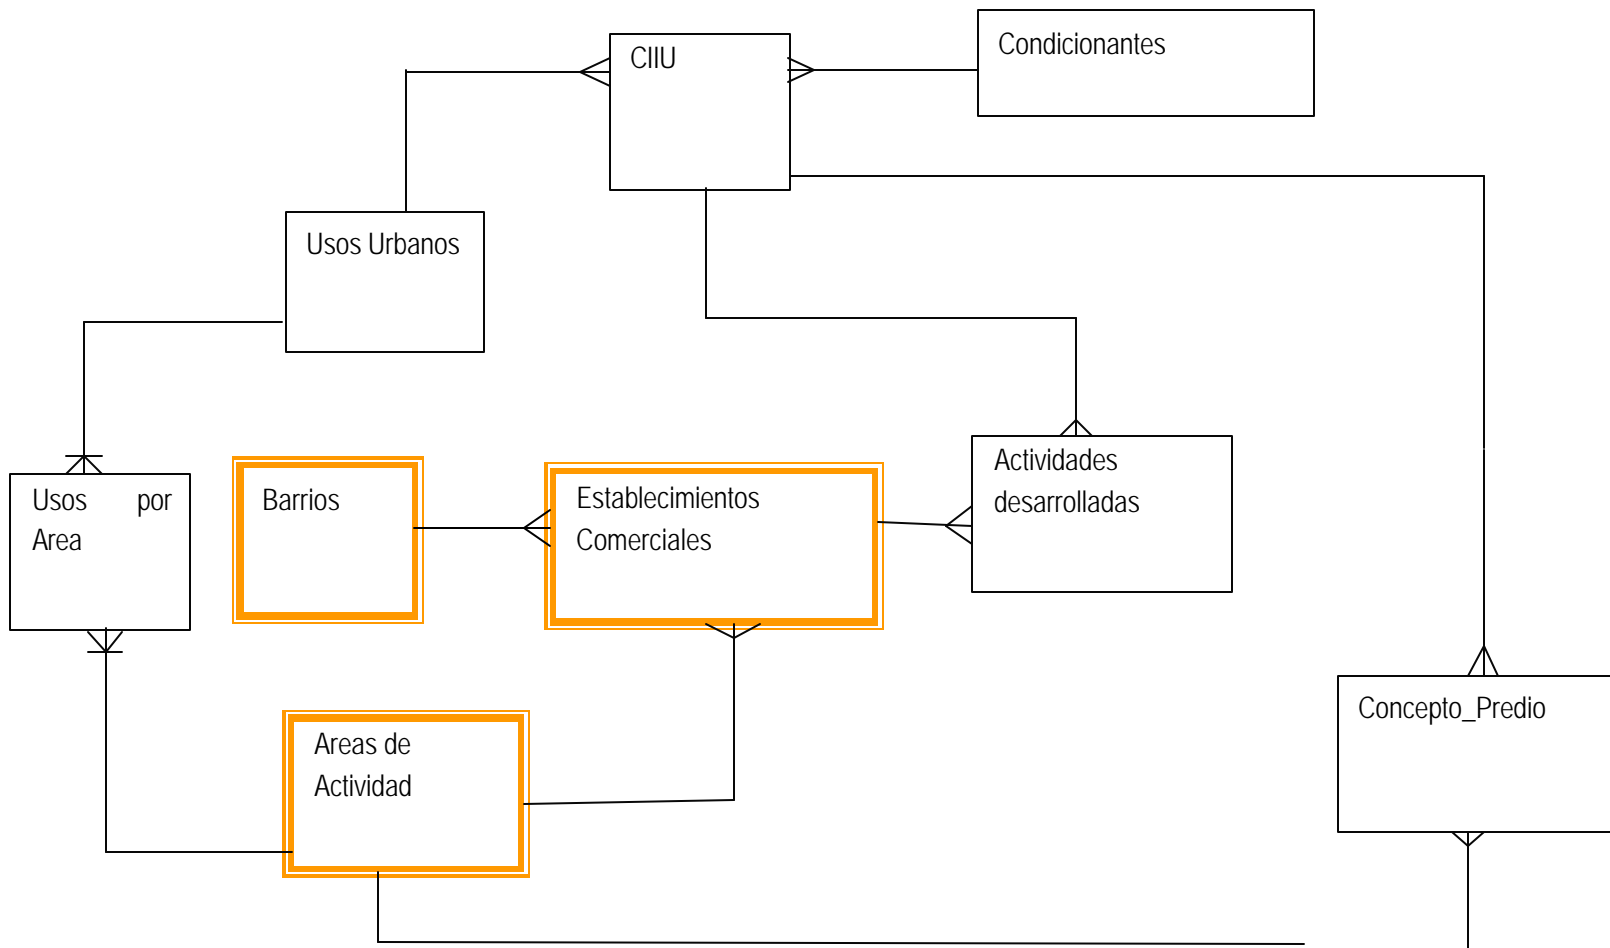 CIIU
Condicionantes
Usos Urbanos
Usos por
Area
Barrios
Establecimientos
Comerciales
Actividades
desarrolladas
Areas de
Actividad
Concepto_Predio